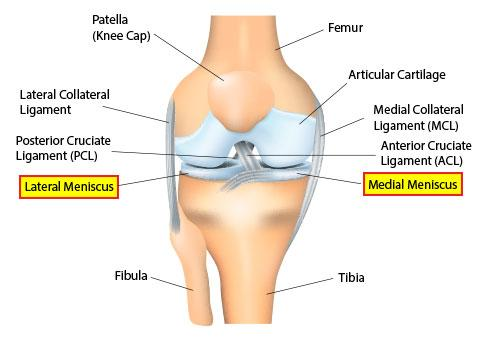 Patella
(Knee Cap)
Femur
Articular Cartilage
Lateral Collateral
Ligament
Medial Collateral
Ligament (MCL)
Posterior Cruciate
Ligament (PCL)
Anterior Cruciate
Ligament (ACL)
Lateral Meniscus
Medial Meniscus
Fibula
Tibia